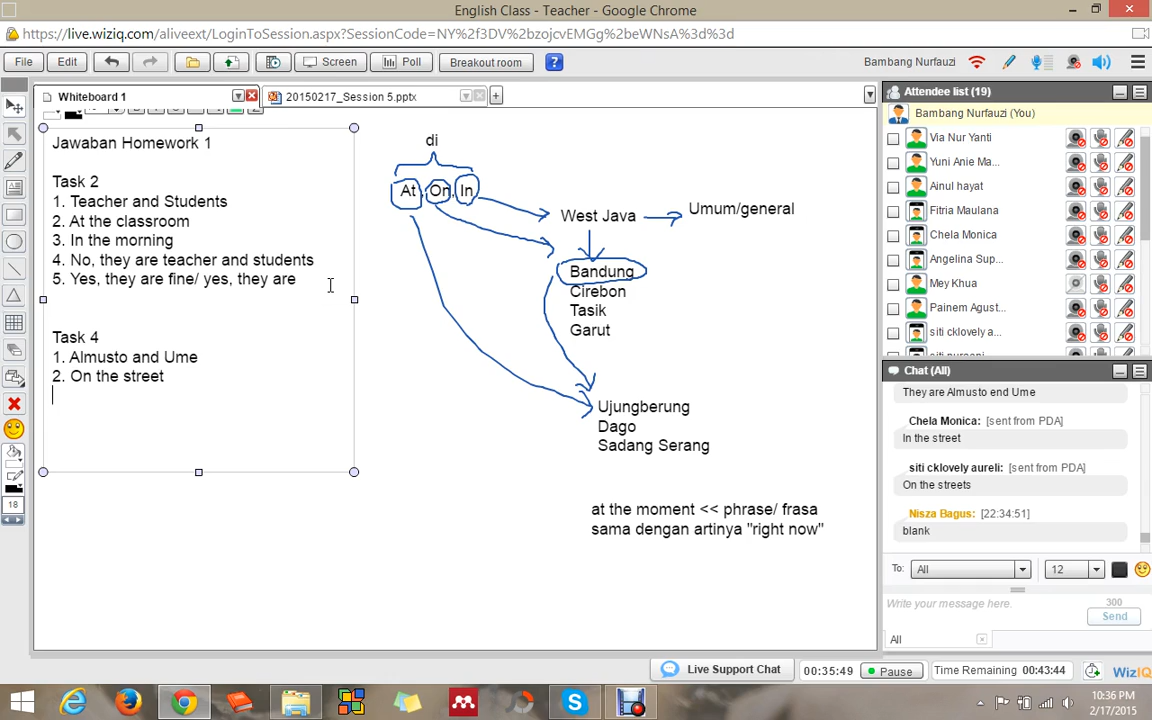 English Class - Teacher - Google Chrome
https://live.wiziq.com/aliveext/LoginToSession.aspx?SessionCode=NY%2f3DV%2bzojcvEMGg%2beWNsA%3d%3d
File Edit Screen Poll Breakout room ? Bambang Nurfauzi
Whiteboard 1 20150217_Session 5.pptx
Jawaban Homework 1
Task 2
1. Teacher and Students
2. At the classroom
3. In the morning
4. No, they are teacher and students
5. Yes, they are fine/ yes, they are
Task 4
1. Almusto and Ume
2. On the street
di
At, On, In
West Java
Umum/general
Bandung
Cirebon
Tasik
Garut
Ujungberung
Dago
Sadang Serang
at the moment << phrase/ frasa
sama dengan artinya "right now"
18
Attendee list (19)
Bambang Nurfauzi (You)
Via Nur Yanti
Yuni Anie Ma...
Ainul hayat
Fitria Maulana
Chela Monica
Angelina Sup...
Mey Khua
Painem Agust...
siti cklovely a...
Chat (All)
They are Almusto end Ume
Chela Monica: [sent from PDA]
In the street
siti cklovely aureli: [sent from PDA]
On the streets
Nisza Bagus: [22:34:51]
blank
To: All 12
Write your message here.
300
Send
All
Live Support Chat 00:35:49 Pause Time Remaining 00:43:44 WizIQ
10:36 PM
2/17/2015